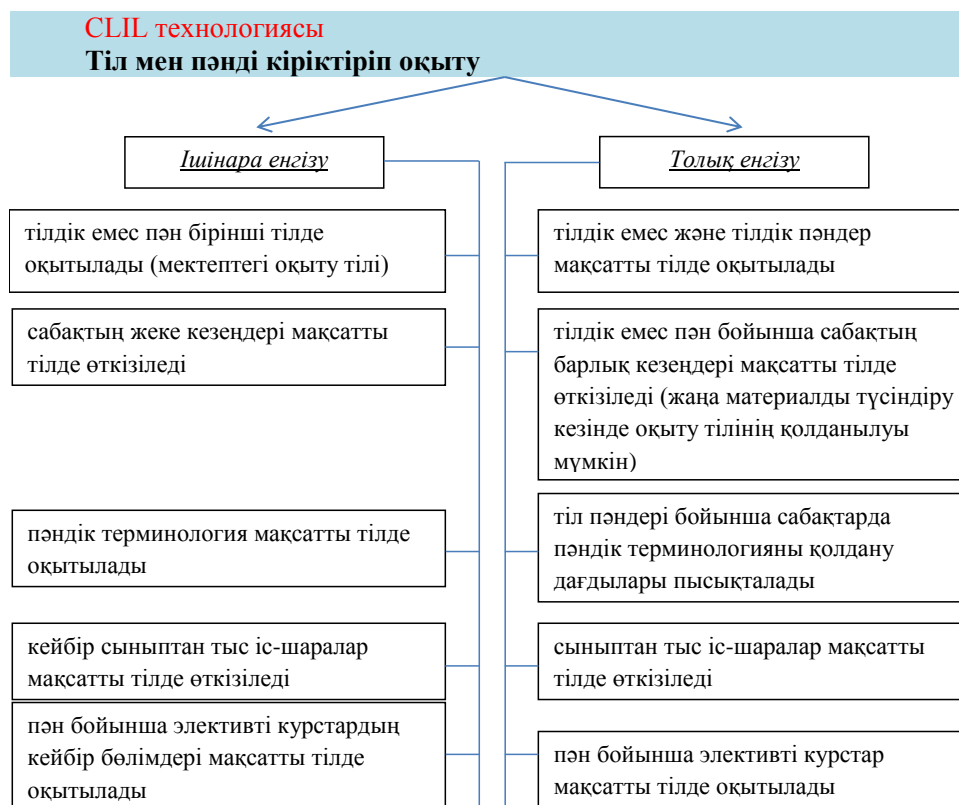 CLIL технологиясы
Тіл мен пәнді кіріктіріп оқыту
Ішінара енгізу
тілдік емес пән бірінші тілде
оқытылады (мектептегі оқыту тілі)
сабақтың жеке кезеңдері мақсатты
тілде өткізіледі
пәндік терминология мақсатты тілде
оқытылады
кейбір сыныптан тыс іс-шаралар
мақсатты тілде өткізіледі
пән бойынша элективті курстардың
кейбір бөлімдері мақсатты тілде
оқытылады
Толық енгізу
тілдік емес және тілдік пәндер
мақсатты тілде оқытылады
тілдік емес пән бойынша сабақтың
барлық кезеңдері мақсатты тілде
өткізіледі (жаңа материалды түсіндіру
кезінде оқыту тілінің қолданылуы
мүмкін)
тіл пәндері бойынша сабақтарда
пәндік терминологияны қолдану
дағдылары пысықталады
сыныптан тыс іс-шаралар мақсатты
тілде өткізіледі
пән бойынша элективті курстар
мақсатты тілде оқытылады